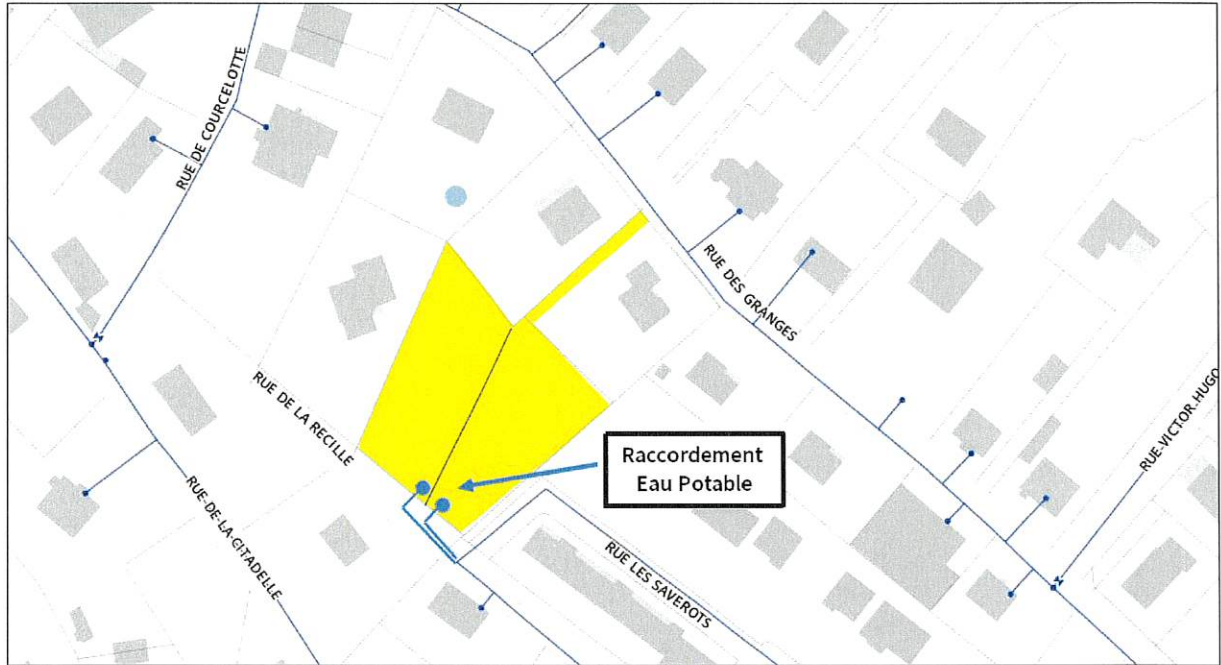 RUE DE COURCELOTTE
RUE DES GRANGES
RUE DE LA RECILLE
RUE-DE-LA-CITADELLE
Raccordement
Eau Potable
RUE-VICTOR-HUGO
RUE LES SAVEROTS